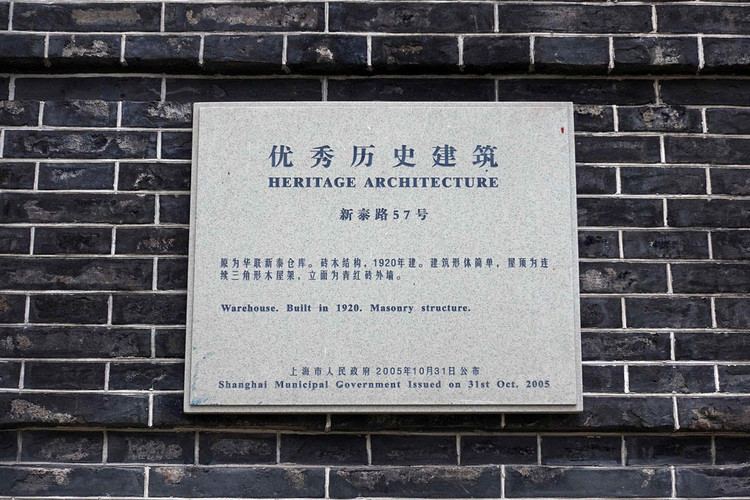 优秀历史建筑
HERITAGE ARCHITECTURE
新泰路57号
原为华联新泰仓库。砖木结构，1920年建。建筑形体简单，屋顶为连
续三角形木屋架，立面为青红砖外墙。
Warehouse. Built in 1920. Masonry structure.
上海市人民政府 2005年10月31日公布
Shanghai Municipal Government Issued on 31st Oct. 2005